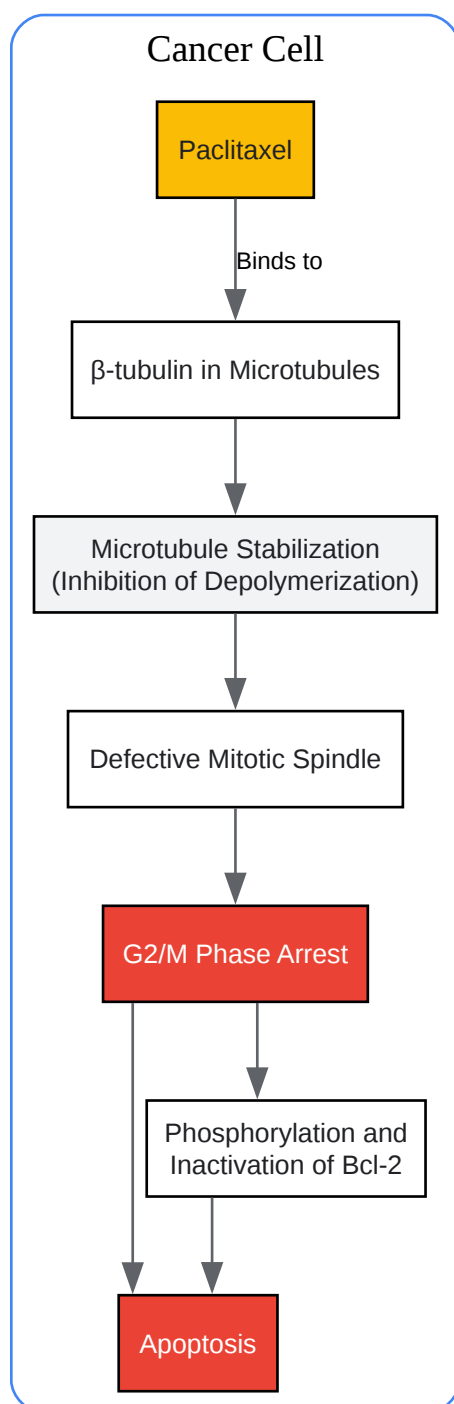 Cancer Cell
Paclitaxel
Binds to
β-tubulin in Microtubules
Microtubule Stabilization
(Inhibition of Depolymerization)
Defective Mitotic Spindle
G2/M Phase Arrest
Phosphorylation and
Inactivation of Bcl-2
Apoptosis